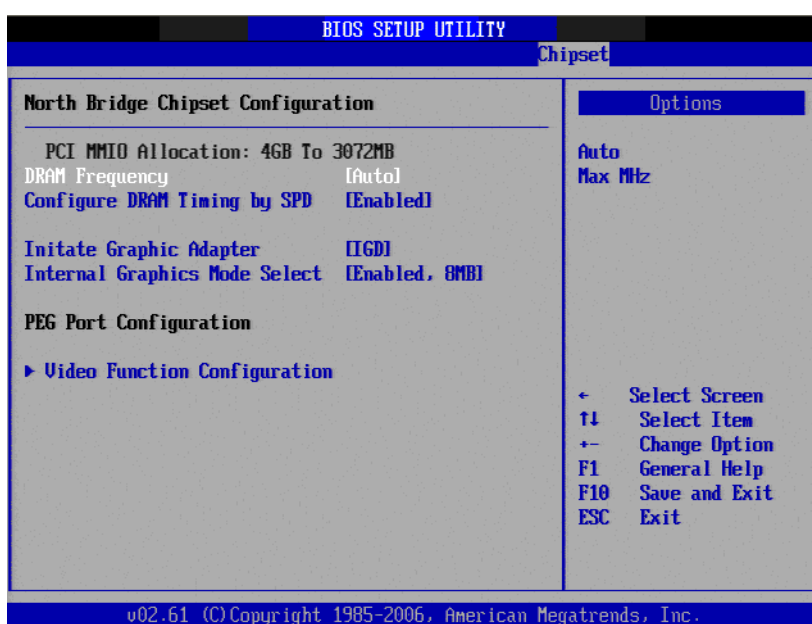 BIOS SETUP UTILITY
Chipset
North Bridge Chipset Configuration
PCI MMIO Allocation: 4GB To 3072MB
DRAM Frequency [Auto]
Configure DRAM Timing by SPD [Enabled]
Initate Graphic Adapter [IGD]
Internal Graphics Mode Select [Enabled, 8MB]
PEG Port Configuration
▶ Video Function Configuration
Options
Auto
Max MHz
← Select Screen
↑↓ Select Item
+- Change Option
F1 General Help
F10 Save and Exit
ESC Exit
v02.61 (C)Copyright 1985-2006, American Megatrends, Inc.